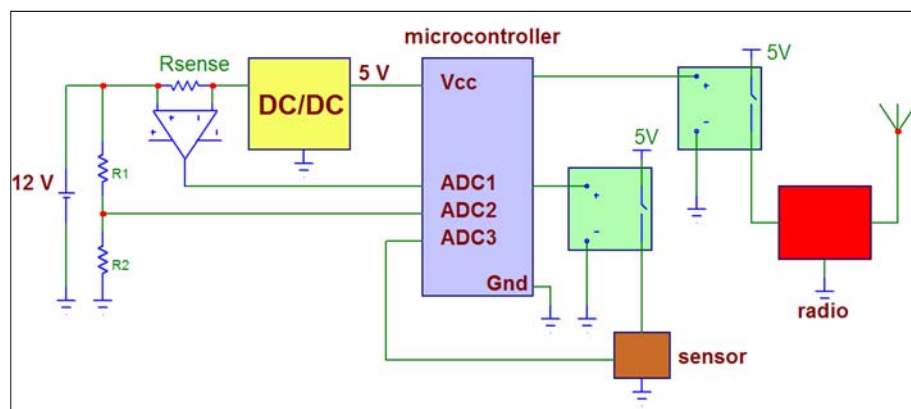 microcontroller
Rsense
5 V
DC/DC
Vcc
5V
12 V
R1
R2
ADC1
ADC2
ADC3
Gnd
5V
radio
sensor